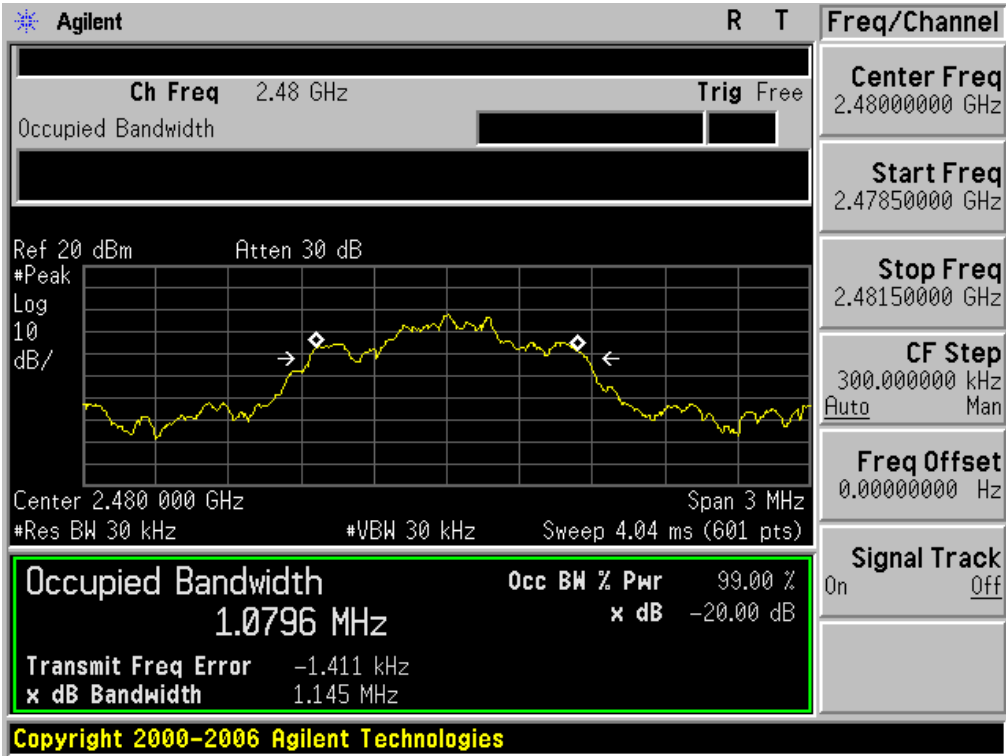 Agilent R T
Ch Freq 2.48 GHz Trig Free
Occupied Bandwidth
Ref 20 dBm Atten 30 dB
#Peak
Log
10
dB/
Center 2.480 000 GHz Span 3 MHz
#Res BW 30 kHz #VBW 30 kHz Sweep 4.04 ms (601 pts)
Occupied Bandwidth
1.0796 MHz
Occ BW % Pwr 99.00 %
x dB -20.00 dB
Transmit Freq Error -1.411 kHz
x dB Bandwidth 1.145 MHz
Copyright 2000-2006 Agilent Technologies
Freq/Channel
Center Freq
2.48000000 GHz
Start Freq
2.47850000 GHz
Stop Freq
2.48150000 GHz
CF Step
300.000000 kHz
Auto Man
Freq Offset
0.00000000 Hz
Signal Track
On Off